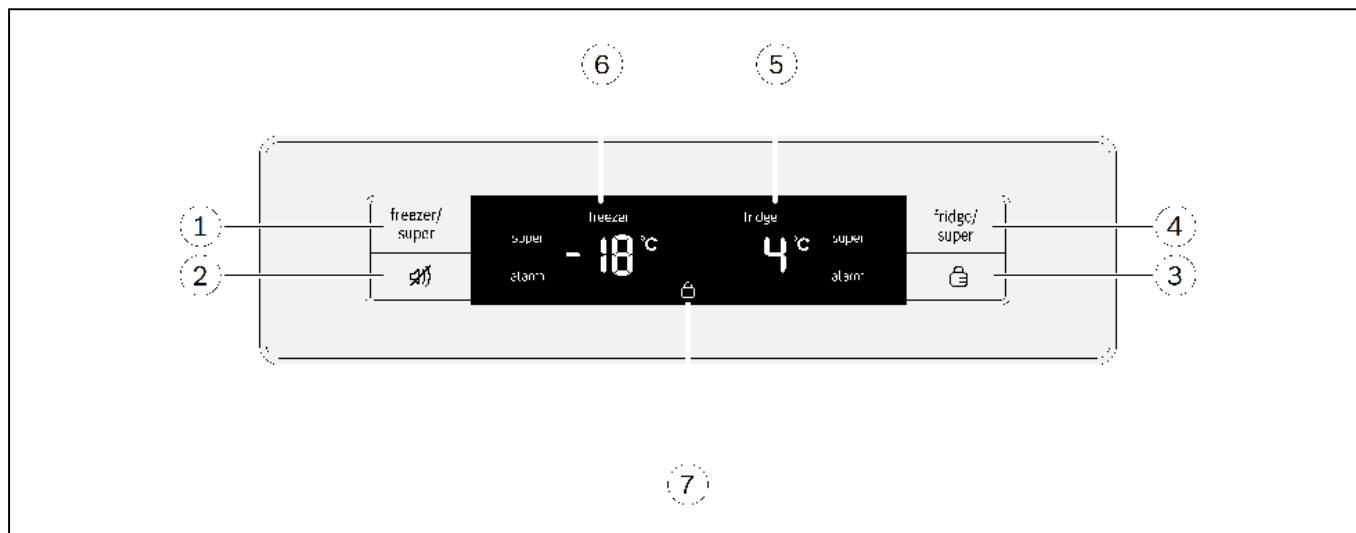 6 5
1 freezer/ super
freezer fridge
fridge/ super 4
super -18 °C 4 °C super
2 alarm alarm 3
7